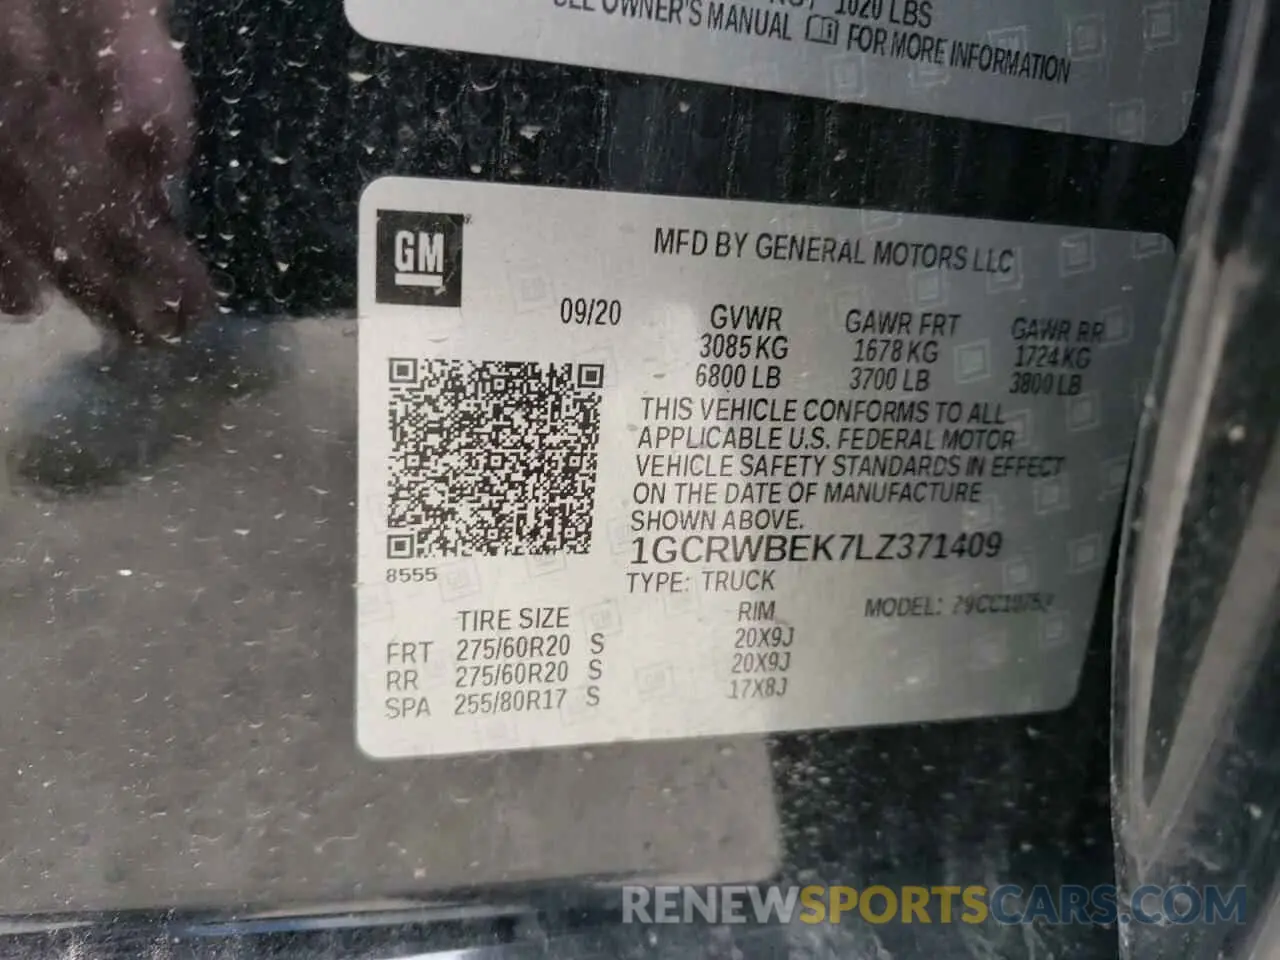 1020 LBS
SEE OWNER'S MANUAL FOR MORE INFORMATION
GM
MFD BY GENERAL MOTORS LLC
09/20 GVWR GAWR FRT GAWR RR
3085 KG 1678 KG 1724 KG
6800 LB 3700 LB 3800 LB
THIS VEHICLE CONFORMS TO ALL
APPLICABLE U.S. FEDERAL MOTOR
VEHICLE SAFETY STANDARDS IN EFFECT
ON THE DATE OF MANUFACTURE
SHOWN ABOVE.
1GCRWBEK7LZ371409
8555
TYPE: TRUCK
MODEL:
TIRE SIZE RIM
FRT 275/60R20 S 20X9J
RR 275/60R20 S 20X9J
SPA 255/80R17 S 17X8J
RENEWSPORTSCARS.COM